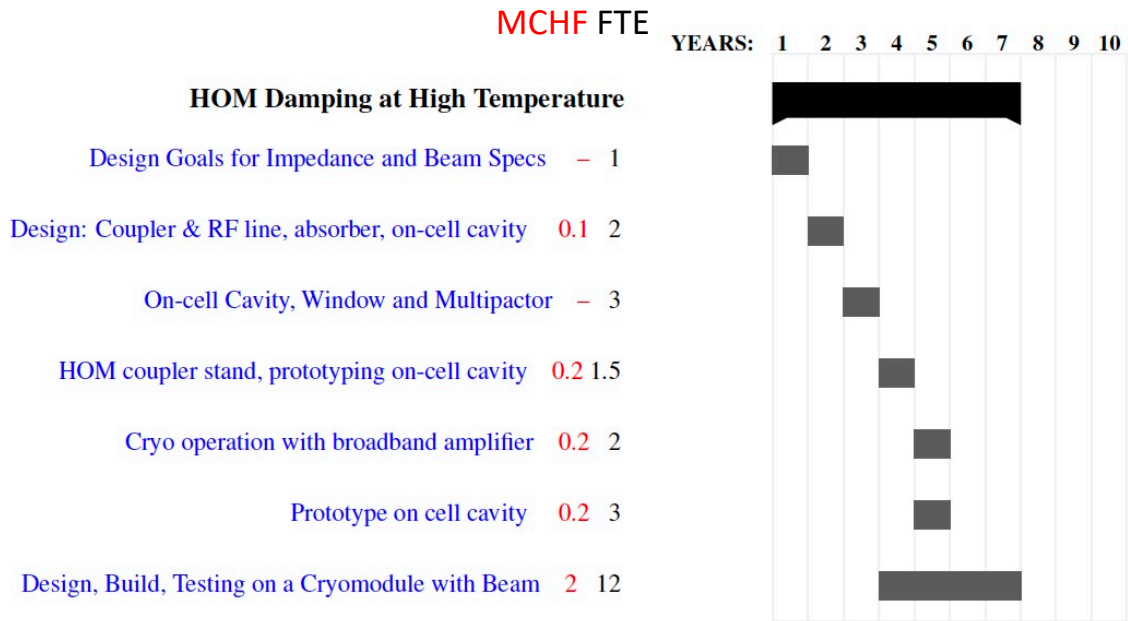 MCHF FTE
YEARS: 1 2 3 4 5 6 7 8 9 10
HOM Damping at High Temperature
Design Goals for Impedance and Beam Specs – 1
Design: Coupler & RF line, absorber, on-cell cavity 0.1 2
On-cell Cavity, Window and Multipactor – 3
HOM coupler stand, prototyping on-cell cavity 0.2 1.5
Cryo operation with broadband amplifier 0.2 2
Prototype on cell cavity 0.2 3
Design, Build, Testing on a Cryomodule with Beam 2 12